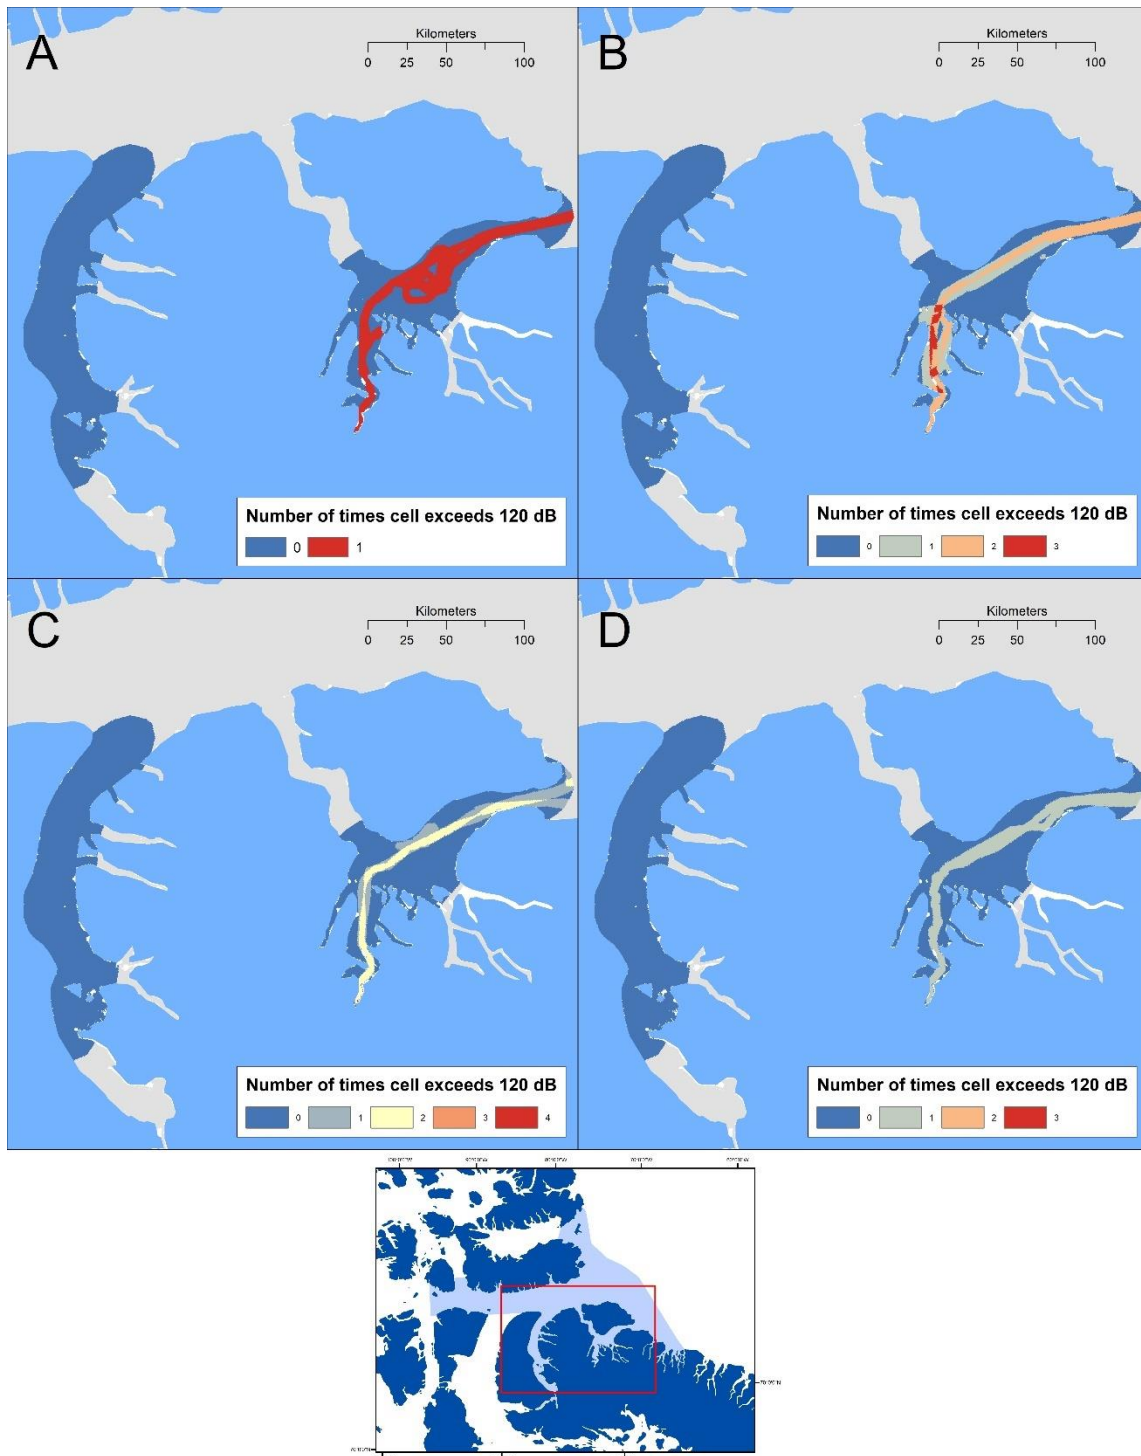 A
Kilometers
0 25 50 100
Number of times cell exceeds 120 dB
0 1
B
Kilometers
0 25 50 100
Number of times cell exceeds 120 dB
0 1 2 3
C
Kilometers
0 25 50 100
Number of times cell exceeds 120 dB
0 1 2 3 4
D
Kilometers
0 25 50 100
Number of times cell exceeds 120 dB
0 1 2 3